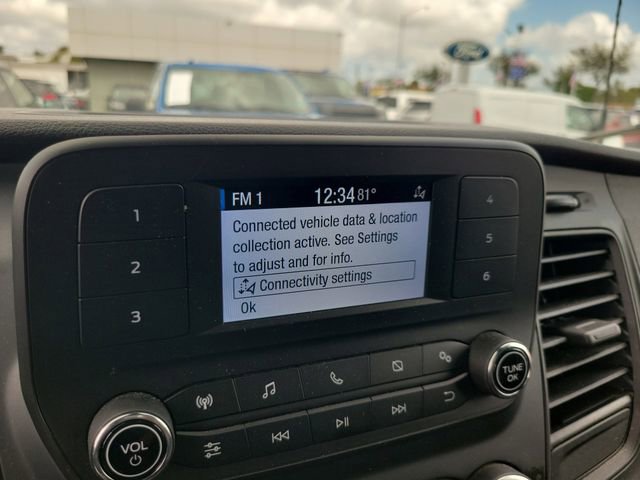 Ford
FM 1 12:34 81°
Connected vehicle data & location
collection active. See Settings
to adjust and for info.
Connectivity settings
Ok
1
2
3
4
5
6
VOL
TUNE
OK